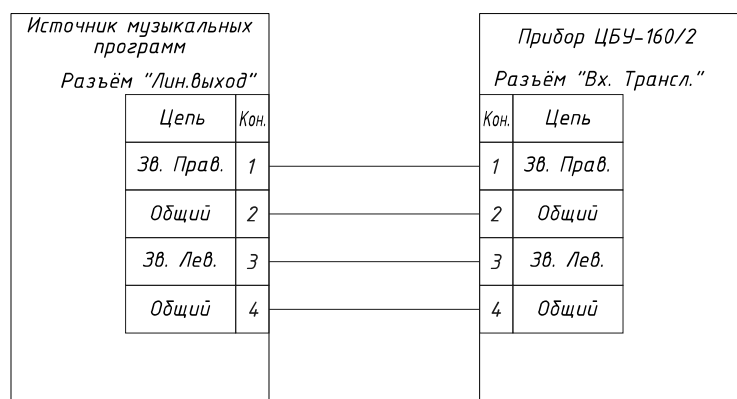 Источник музыкальных
программ
Разъём "Лин.выход"
Цепь Кон.
Зв. Прав. 1
Общий 2
Зв. Лев. 3
Общий 4
Прибор ЦБУ-160/2
Разъём "Вх. Трансл."
Кон. Цепь
1 Зв. Прав.
2 Общий
3 Зв. Лев.
4 Общий